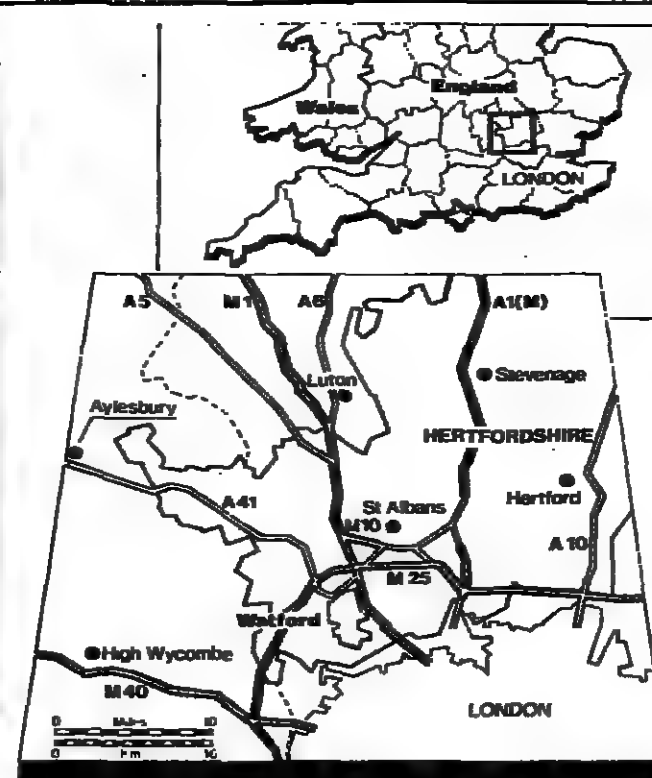 England
Wales
LONDON
A5
M1
A6
A1(M)
Luton
Stevenage
Aylesbury
HERTFORDSHIRE
Hertford
A41
St Albans
M10
A10
M25
Watford
High Wycombe
M40
LONDON
0 Miles 10
0 Km 16